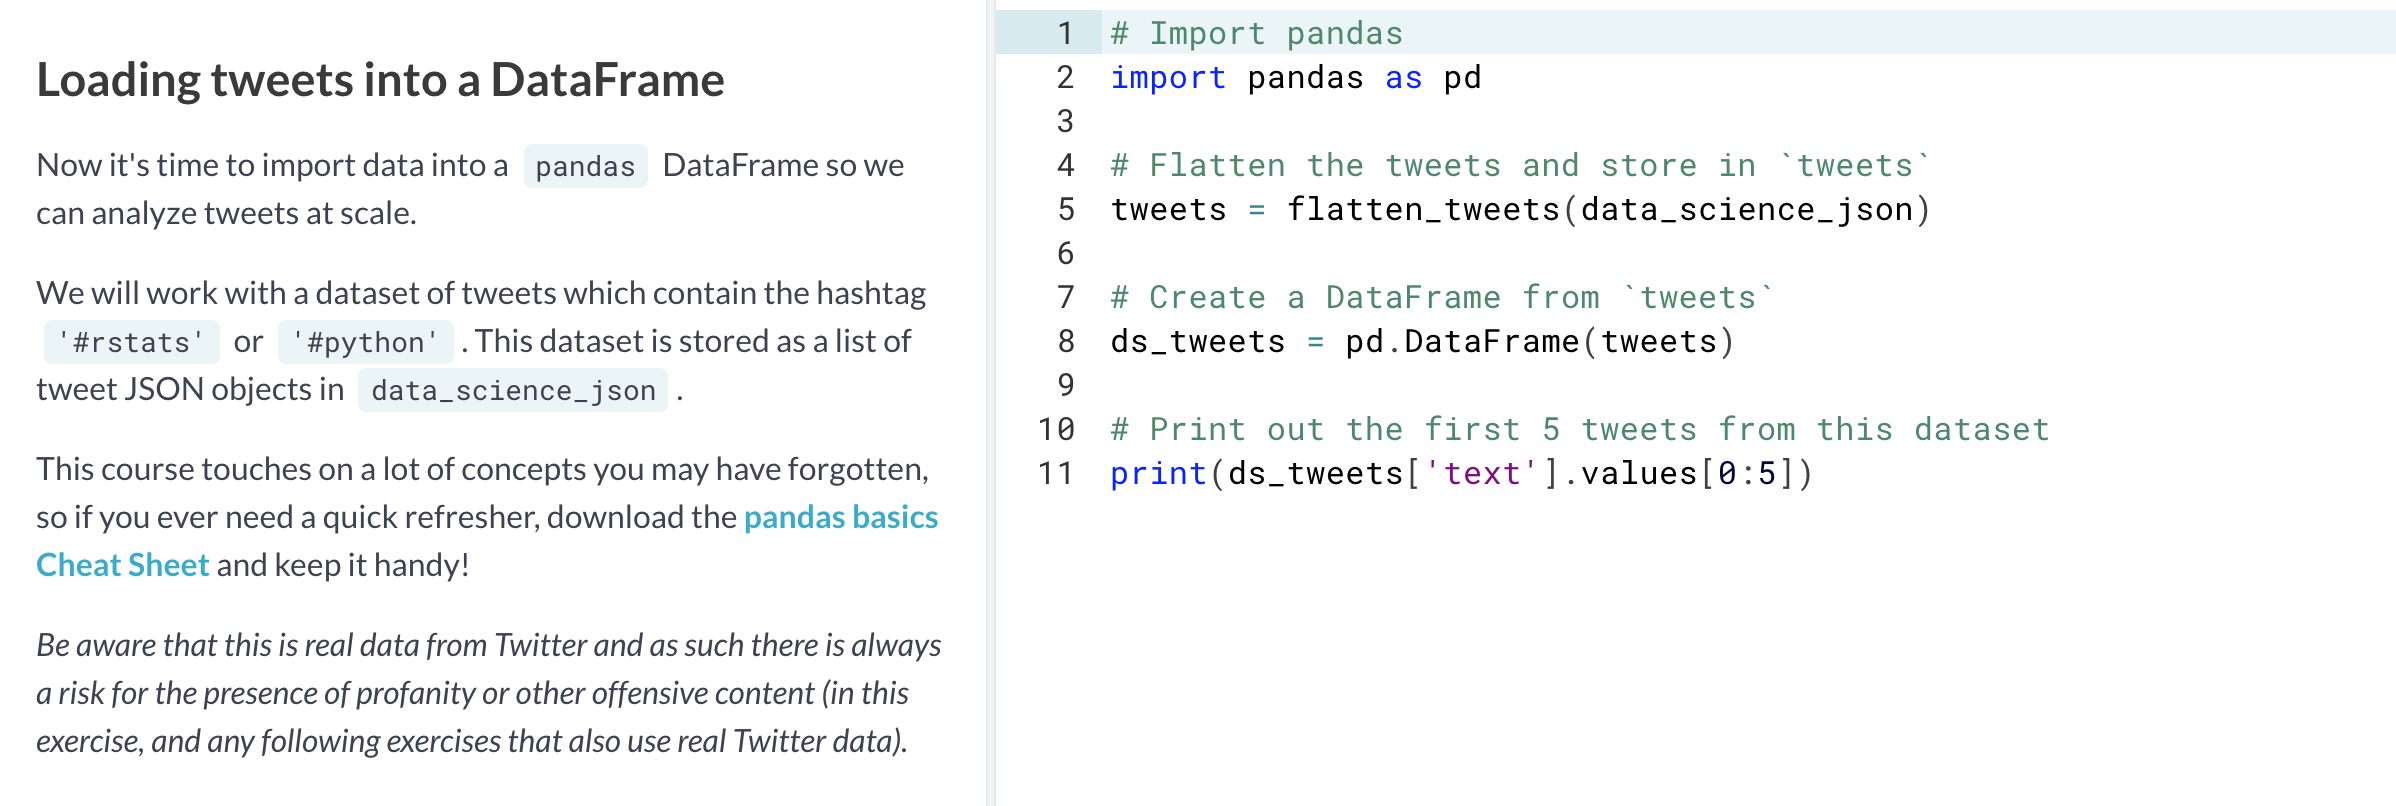 Loading tweets into a DataFrame
Now it's time to import data into a pandas DataFrame so we
can analyze tweets at scale.
We will work with a dataset of tweets which contain the hashtag
'#rstats' or '#python' . This dataset is stored as a list of
tweet JSON objects in data_science_json .
This course touches on a lot of concepts you may have forgotten,
so if you ever need a quick refresher, download the pandas basics
Cheat Sheet and keep it handy!
Be aware that this is real data from Twitter and as such there is always
a risk for the presence of profanity or other offensive content (in this
exercise, and any following exercises that also use real Twitter data).
1 # Import pandas
2 import pandas as pd
3
4 # Flatten the tweets and store in `tweets`
5 tweets = flatten_tweets(data_science_json)
6
7 # Create a DataFrame from `tweets`
8 ds_tweets = pd.DataFrame(tweets)
9
10 # Print out the first 5 tweets from this dataset
11 print(ds_tweets['text'].values[0:5])